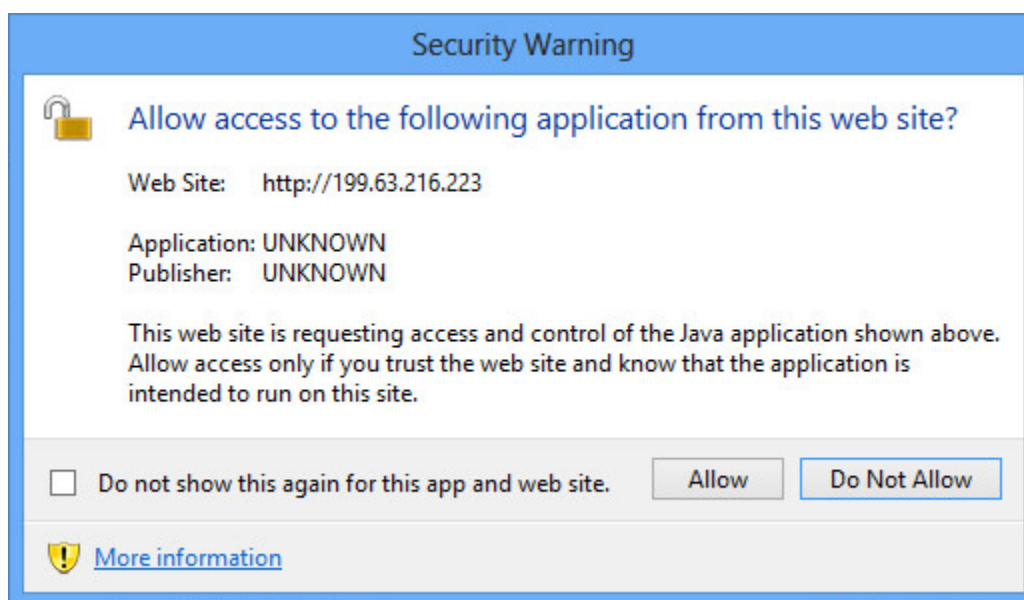 Security Warning
Allow access to the following application from this web site?
Web Site: http://199.63.216.223
Application: UNKNOWN
Publisher: UNKNOWN
This web site is requesting access and control of the Java application shown above.
Allow access only if you trust the web site and know that the application is
intended to run on this site.
Do not show this again for this app and web site. Allow Do Not Allow
More information